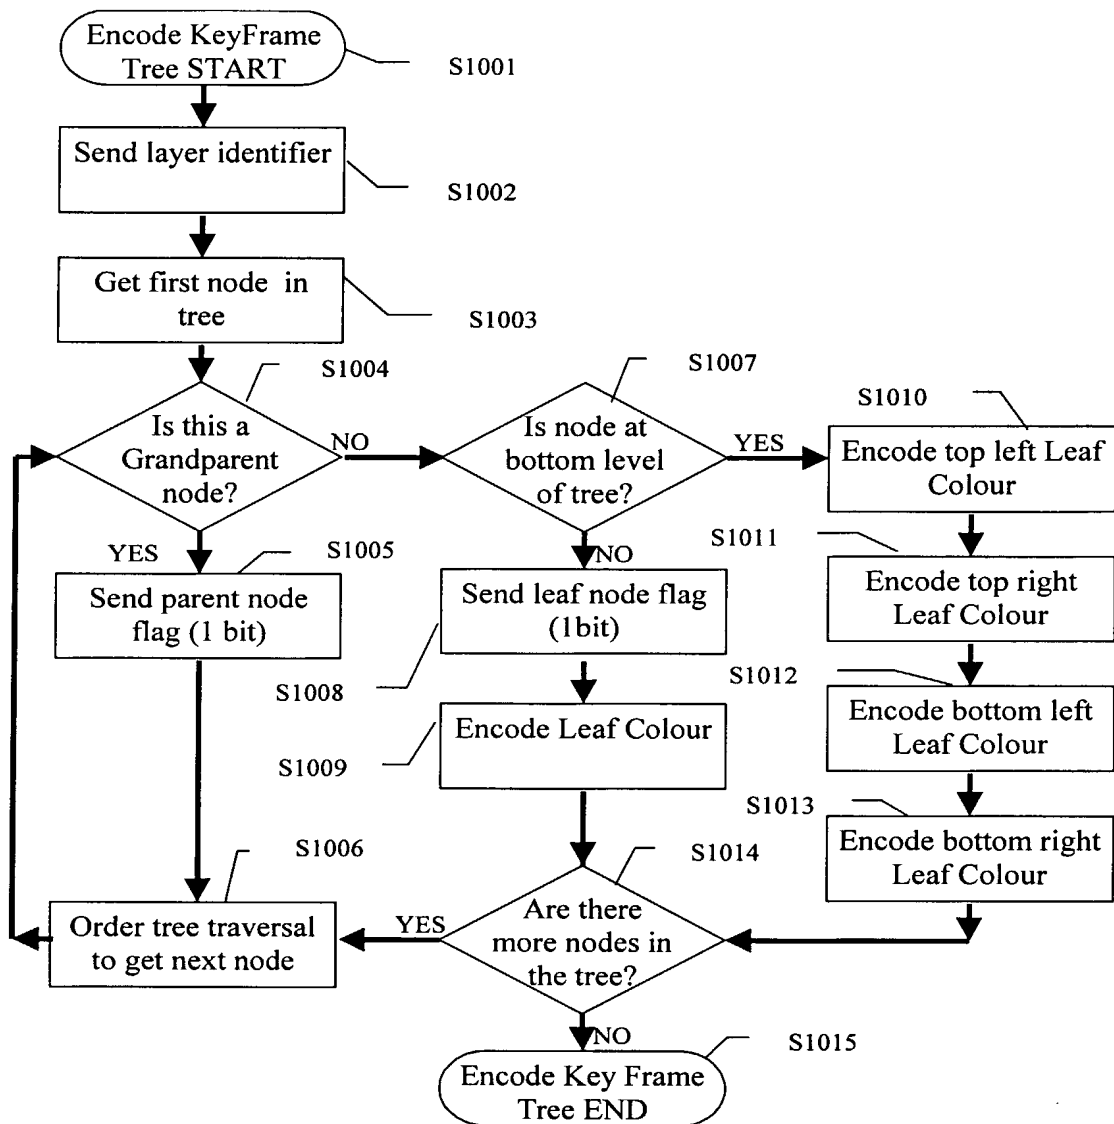 Encode KeyFrame
Tree START
S1001
Send layer identifier
S1002
Get first node in
tree
S1003
S1004
Is this a
Grandparent
node?
NO
YES
S1005
Send parent node
flag (1 bit)
S1006
Order tree traversal
to get next node
S1007
Is node at
bottom level
of tree?
YES
NO
Send leaf node flag
(1bit)
S1008
Encode Leaf Colour
S1009
S1010
Encode top left Leaf
Colour
S1011
Encode top right
Leaf Colour
S1012
Encode bottom left
Leaf Colour
S1013
Encode bottom right
Leaf Colour
S1014
Are there
more nodes in
the tree?
YES
NO
S1015
Encode Key Frame
Tree END